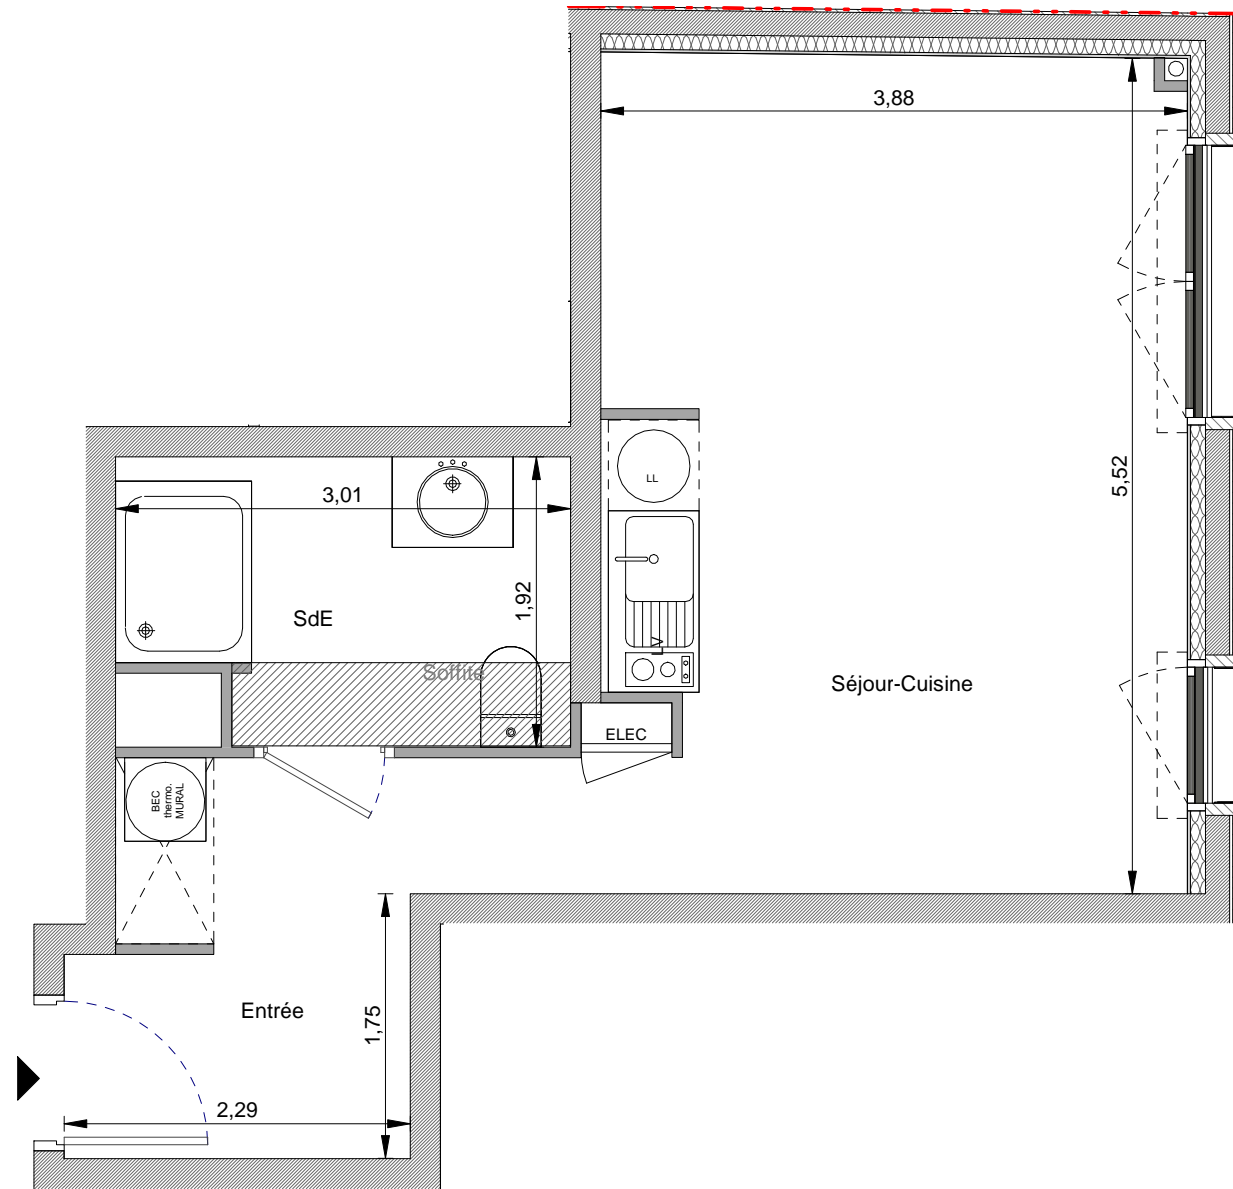 3,88
5,52
LL
3,01
1,92
SdE
LV
Soffite
Séjour-Cuisine
ELEC
BEC
thermo.
MURAL
Entrée
1,75
2,29